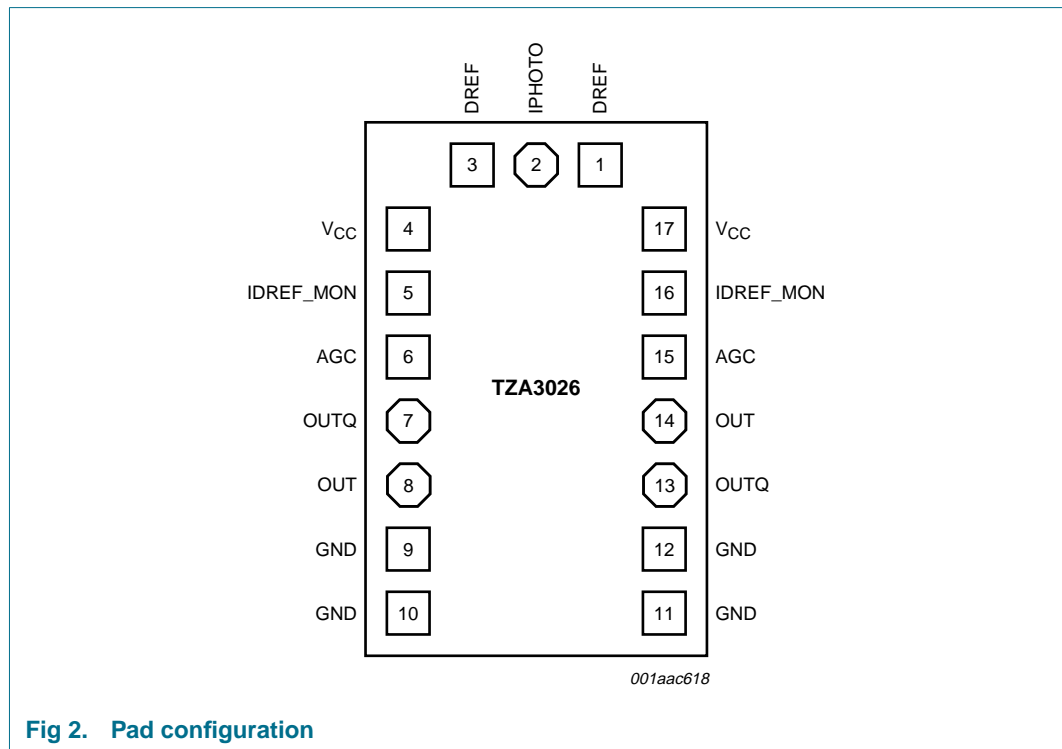 DREF
IPHOTO
DREF
3 2 1
VCC 4 17 VCC
IDREF_MON 5 16 IDREF_MON
AGC 6 15 AGC
TZA3026
OUTQ 7 14 OUT
OUT 8 13 OUTQ
GND 9 12 GND
GND 10 11 GND
001aac618
Fig 2. Pad configuration